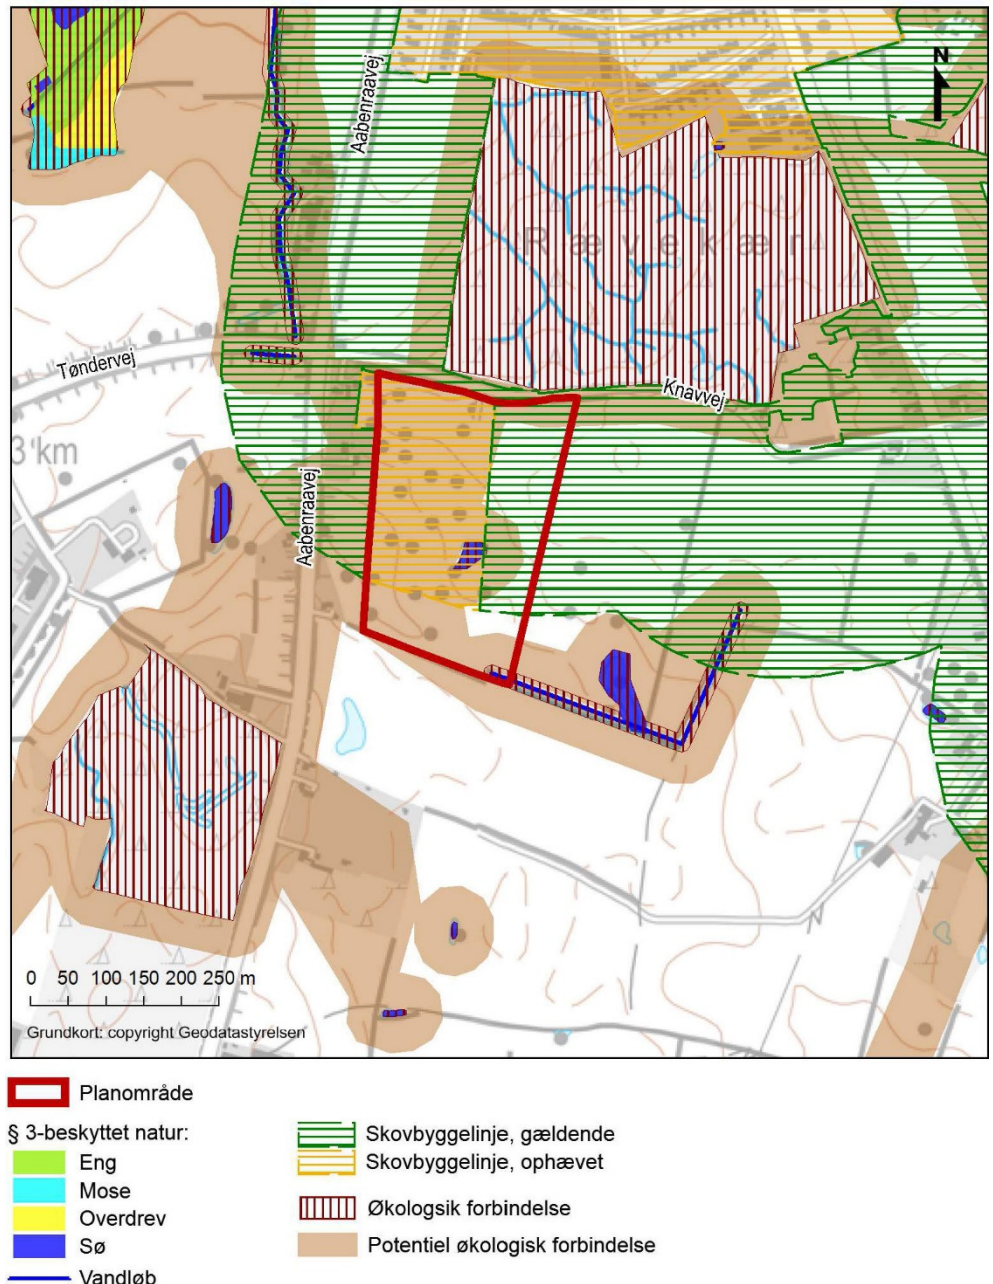 N
Aabenraavej
Rævekær
Tøndervej
Knavvej
3 km
Aabenraavej
0 50 100 150 200 250 m
Grundkort: copyright Geodatastyrelsen
Planområde
§ 3-beskyttet natur:
Eng
Mose
Overdrev
Sø
Vandløb
Skovbyggelinje, gældende
Skovbyggelinje, ophævet
Økologsik forbindelse
Potentiel økologisk forbindelse